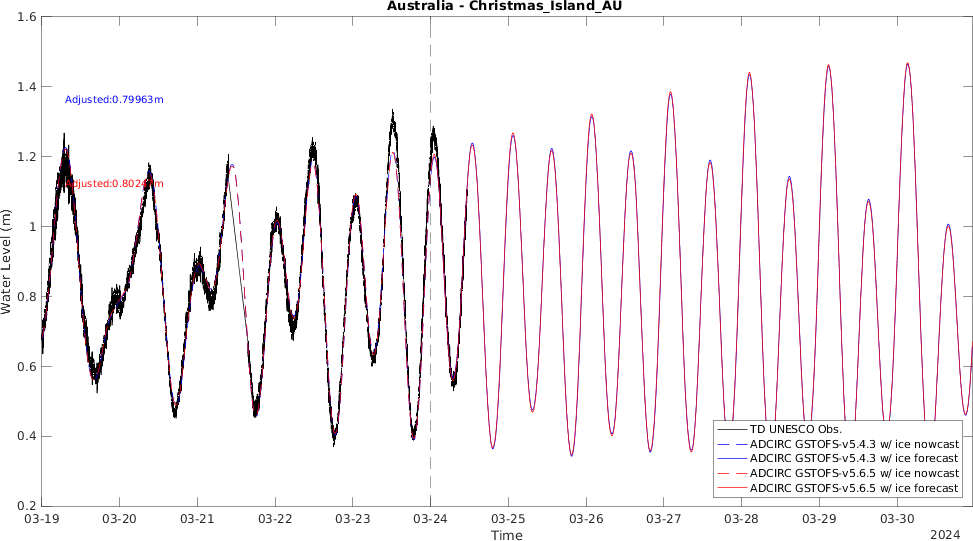 Australia - Christmas_Island_AU
1.6
1.4
1.2
1
0.8
0.6
0.4
0.2
Water Level (m)
Adjusted:0.79963m
TD UNESCO Obs.
ADCIRC GSTOFS-v5.4.3 w/ ice nowcast
ADCIRC GSTOFS-v5.4.3 w/ ice forecast
ADCIRC GSTOFS-v5.6.5 w/ ice nowcast
ADCIRC GSTOFS-v5.6.5 w/ ice forecast
03-19 03-20 03-21 03-22 03-23 03-24 03-25 03-26 03-27 03-28 03-29 03-30
Time
2024